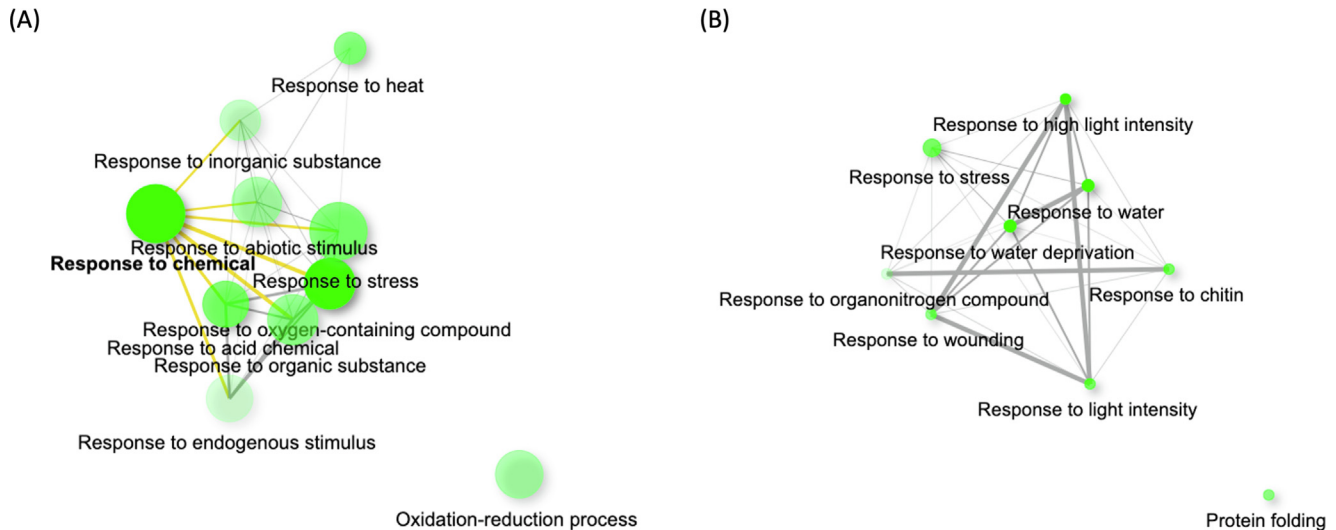 (A)
Response to heat
Response to inorganic substance
Response to abiotic stimulus
Response to chemical
Response to stress
Response to oxygen-containing compound
Response to acid chemical
Response to organic substance
Response to endogenous stimulus
Oxidation-reduction process
(B)
Response to high light intensity
Response to stress
Response to water
Response to water deprivation
Response to organonitrogen compound
Response to chitin
Response to wounding
Response to light intensity
Protein folding